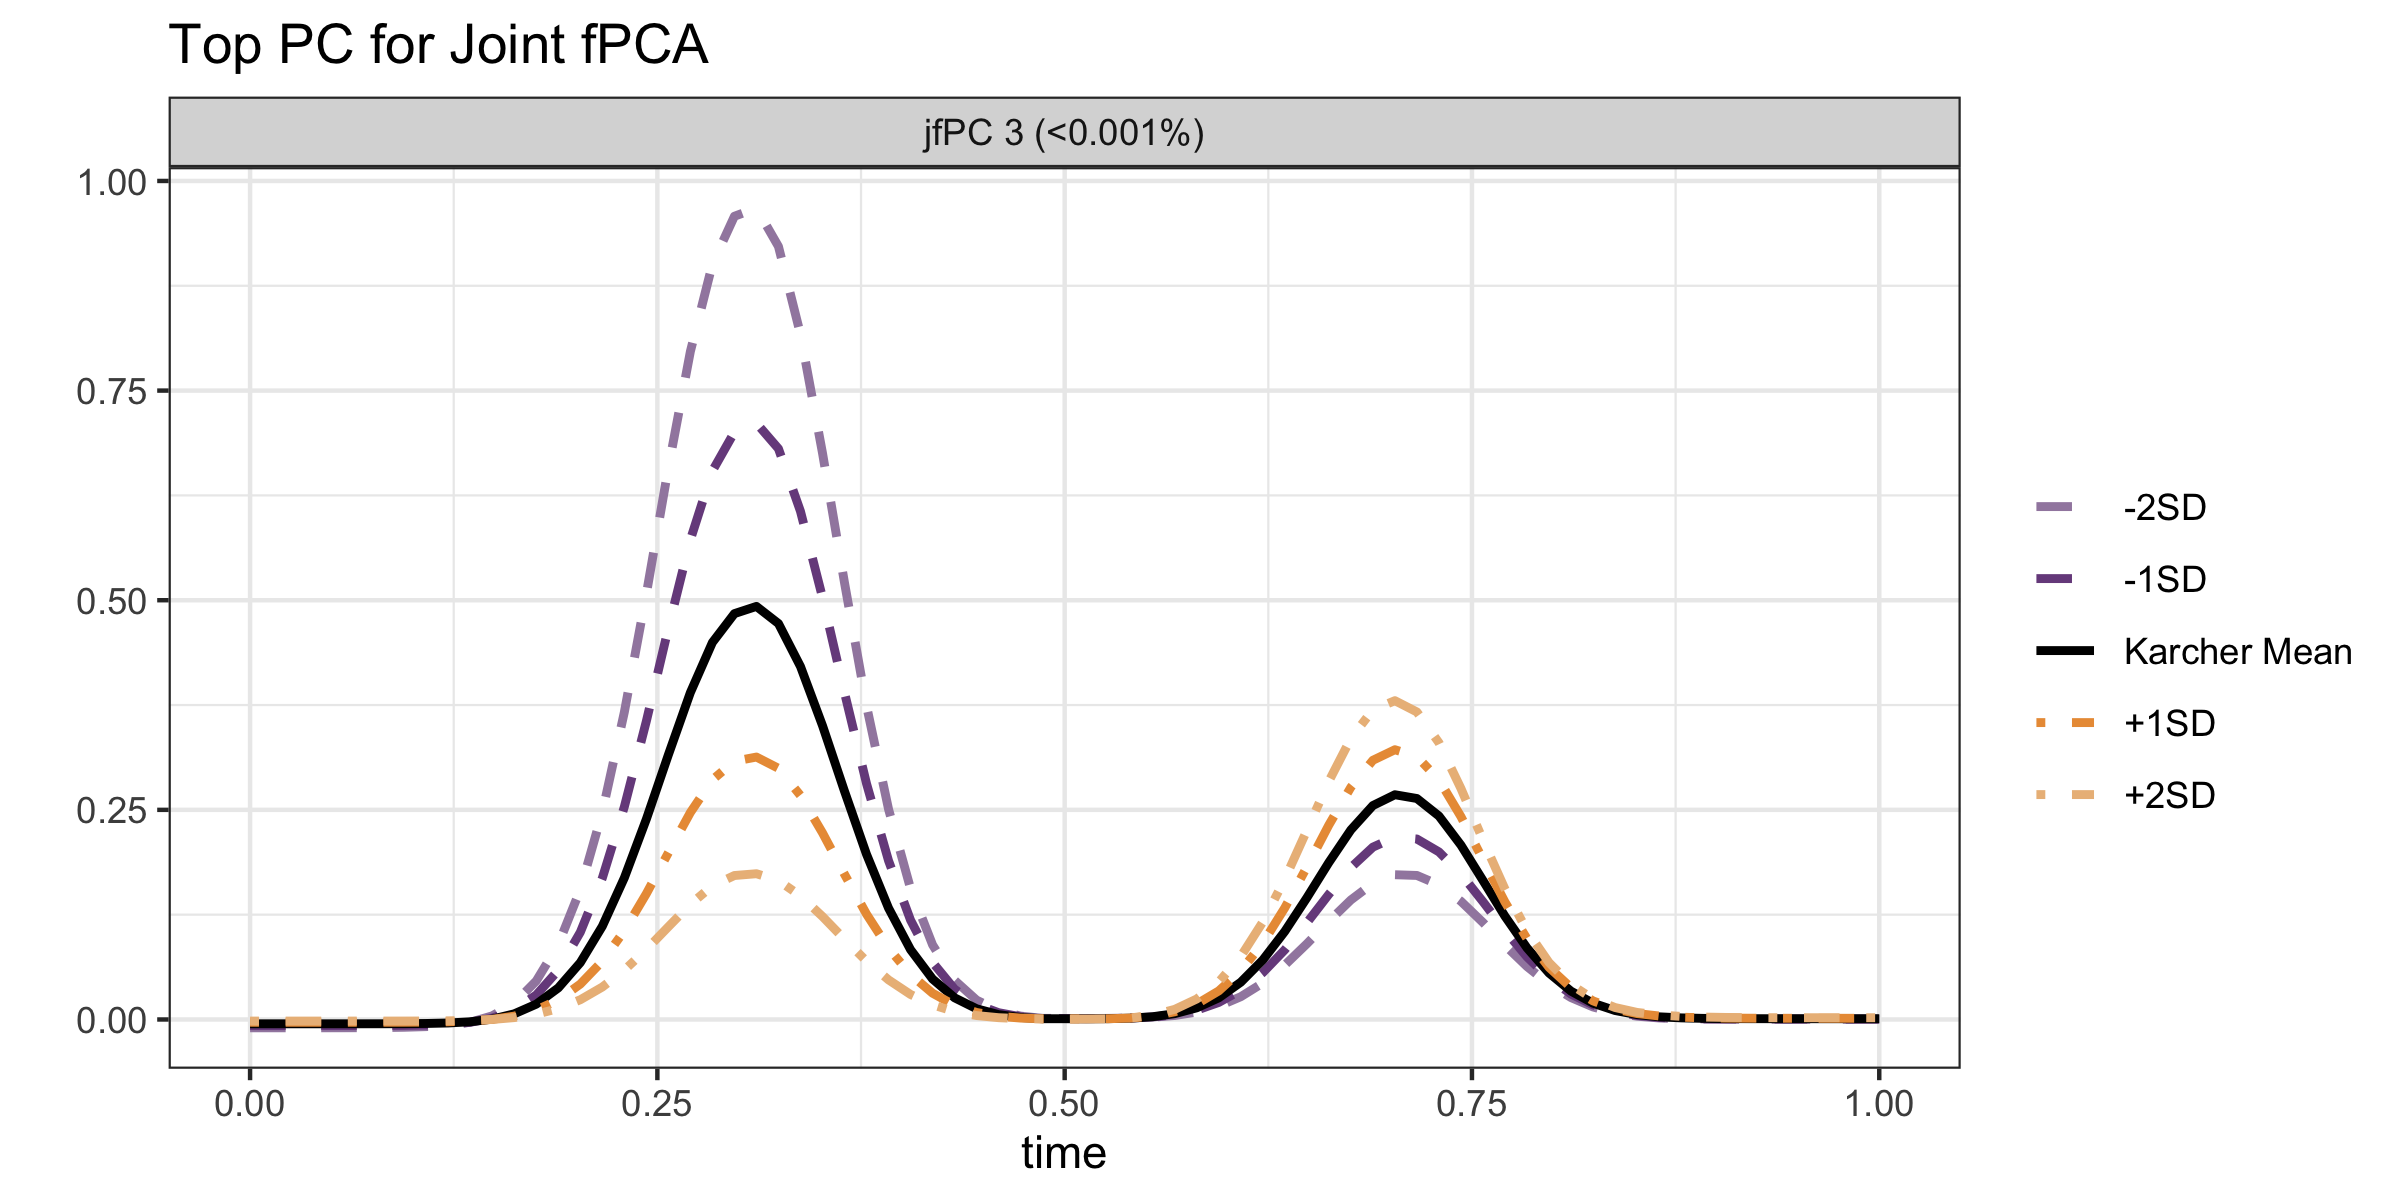 Top PC for Joint fPCA
jfPC 3 (<0.001%)
1.00
0.75
0.50
0.25
0.00
0.00 0.25 0.50 0.75 1.00
time
-2SD
-1SD
Karcher Mean
+1SD
+2SD